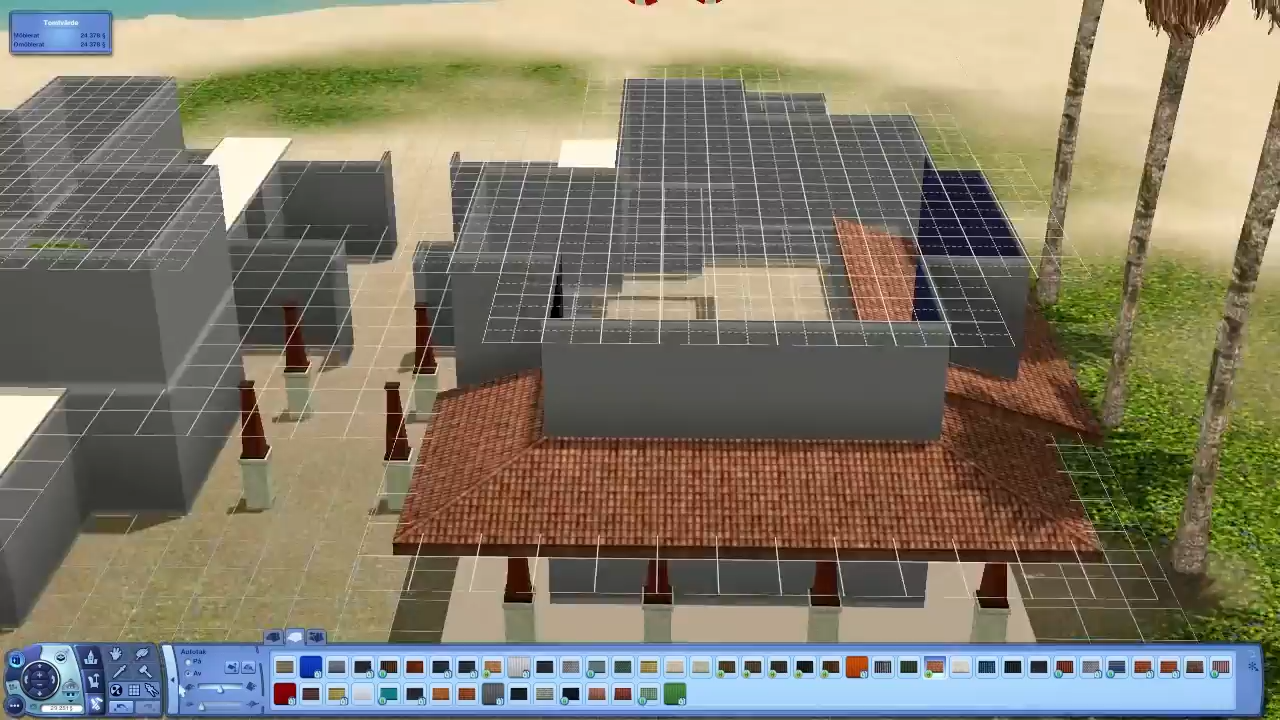 Tomtvärde
Möblerat 24 378 §
Omöblerat 24 378 §
Autotak
På
Av